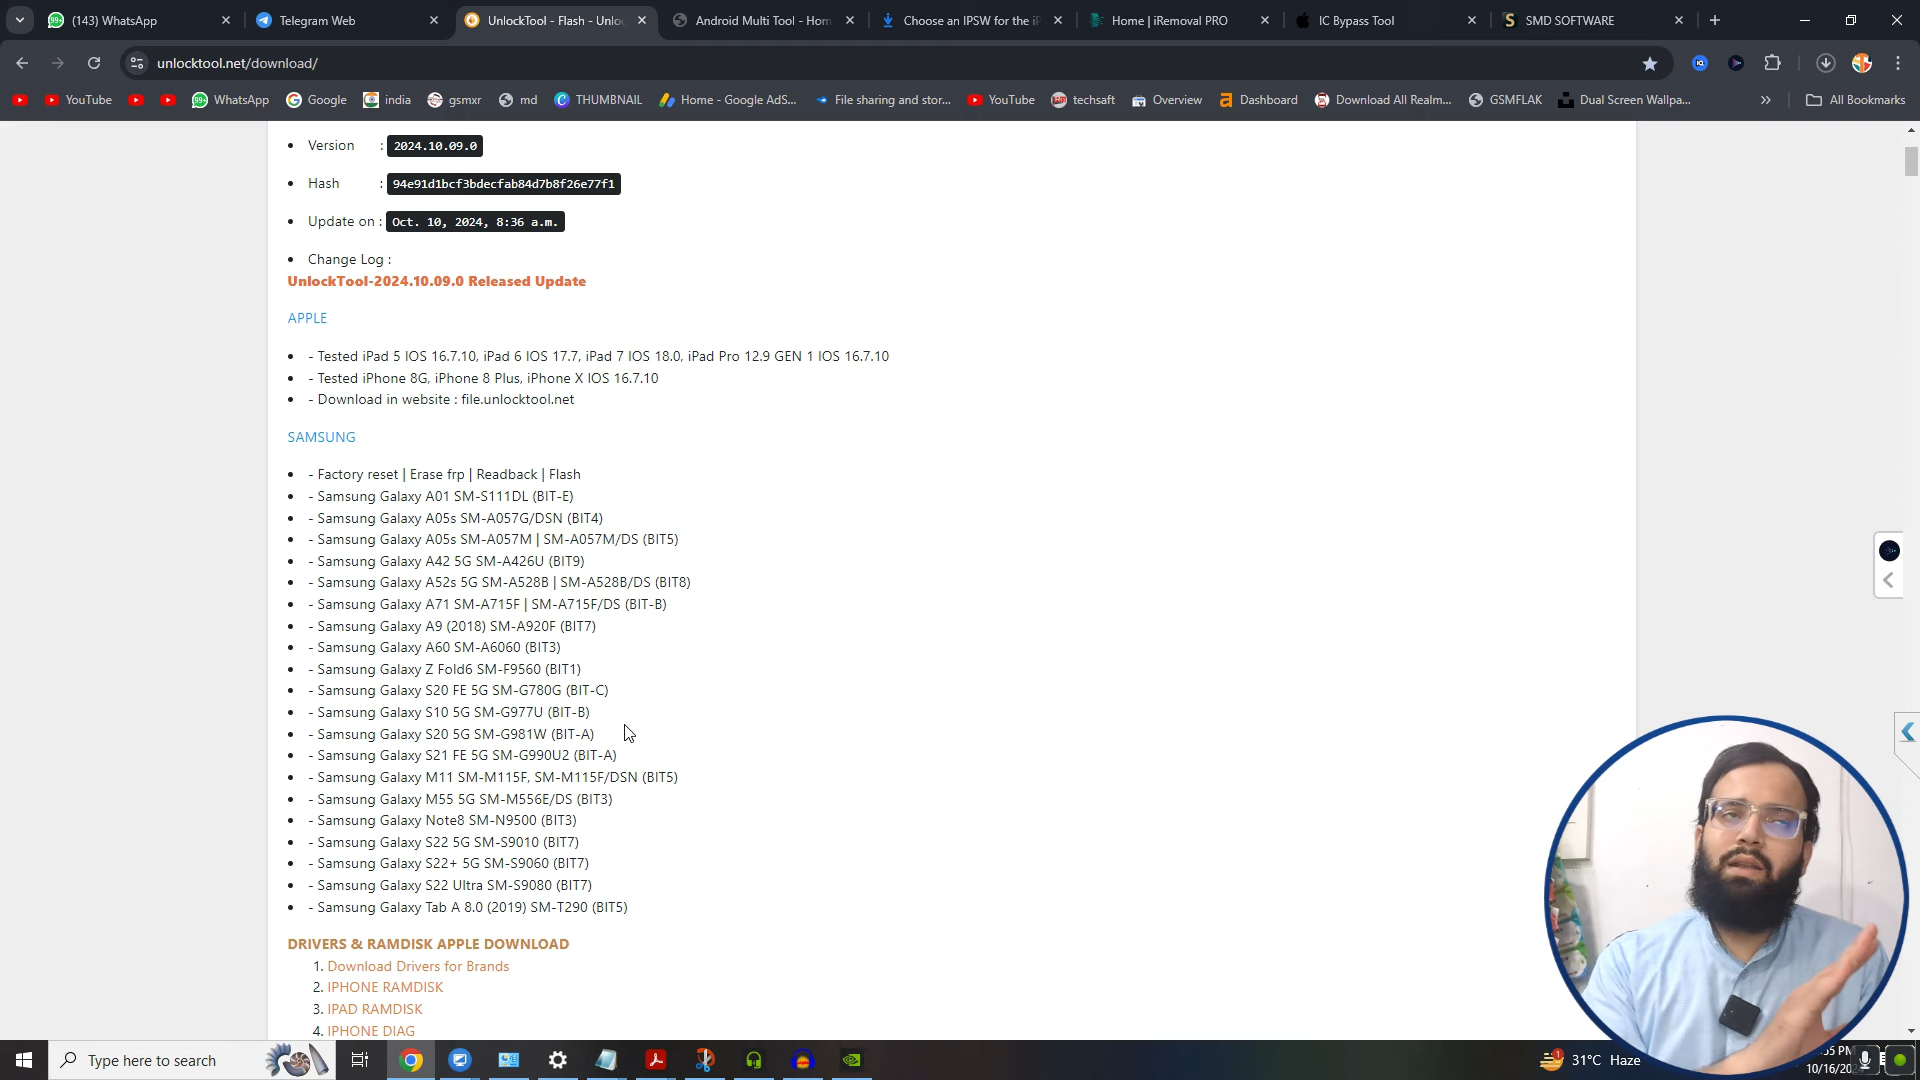 (143) WhatsApp
Telegram Web
UnlockTool - Flash - Unlo
Android Multi Tool - Hom
Choose an IPSW for the iP
Home | iRemoval PRO
IC Bypass Tool
SMD SOFTWARE
unlocktool.net/download/
YouTube
99+ WhatsApp
Google
india
gsmxr
md
THUMBNAIL
Home - Google AdS...
File sharing and stor...
YouTube
techsaft
Overview
Dashboard
Download All Realm...
GSMFLAK
Dual Screen Wallpa...
All Bookmarks
• Version : 2024.10.09.0
• Hash : 94e91d1bcf3bdecfab84d7b8f26e77f1
• Update on : Oct. 10, 2024, 8:36 a.m.
• Change Log :
UnlockTool-2024.10.09.0 Released Update
APPLE
• - Tested iPad 5 IOS 16.7.10, iPad 6 IOS 17.7, iPad 7 IOS 18.0, iPad Pro 12.9 GEN 1 IOS 16.7.10
• - Tested iPhone 8G, iPhone 8 Plus, iPhone X IOS 16.7.10
• - Download in website : file.unlocktool.net
SAMSUNG
• - Factory reset | Erase frp | Readback | Flash
• - Samsung Galaxy A01 SM-S111DL (BIT-E)
• - Samsung Galaxy A05s SM-A057G/DSN (BIT4)
• - Samsung Galaxy A05s SM-A057M | SM-A057M/DS (BIT5)
• - Samsung Galaxy A42 5G SM-A426U (BIT9)
• - Samsung Galaxy A52s 5G SM-A528B | SM-A528B/DS (BIT8)
• - Samsung Galaxy A71 SM-A715F | SM-A715F/DS (BIT-B)
• - Samsung Galaxy A9 (2018) SM-A920F (BIT7)
• - Samsung Galaxy A60 SM-A6060 (BIT3)
• - Samsung Galaxy Z Fold6 SM-F9560 (BIT1)
• - Samsung Galaxy S20 FE 5G SM-G780G (BIT-C)
• - Samsung Galaxy S10 5G SM-G977U (BIT-B)
• - Samsung Galaxy S20 5G SM-G981W (BIT-A)
• - Samsung Galaxy S21 FE 5G SM-G990U2 (BIT-A)
• - Samsung Galaxy M11 SM-M115F, SM-M115F/DSN (BIT5)
• - Samsung Galaxy M55 5G SM-M556E/DS (BIT3)
• - Samsung Galaxy Note8 SM-N9500 (BIT3)
• - Samsung Galaxy S22 5G SM-S9010 (BIT7)
• - Samsung Galaxy S22+ 5G SM-S9060 (BIT7)
• - Samsung Galaxy S22 Ultra SM-S9080 (BIT7)
• - Samsung Galaxy Tab A 8.0 (2019) SM-T290 (BIT5)
DRIVERS & RAMDISK APPLE DOWNLOAD
1. Download Drivers for Brands
2. IPHONE RAMDISK
3. IPAD RAMDISK
4. IPHONE DIAG
Type here to search
31°C Haze